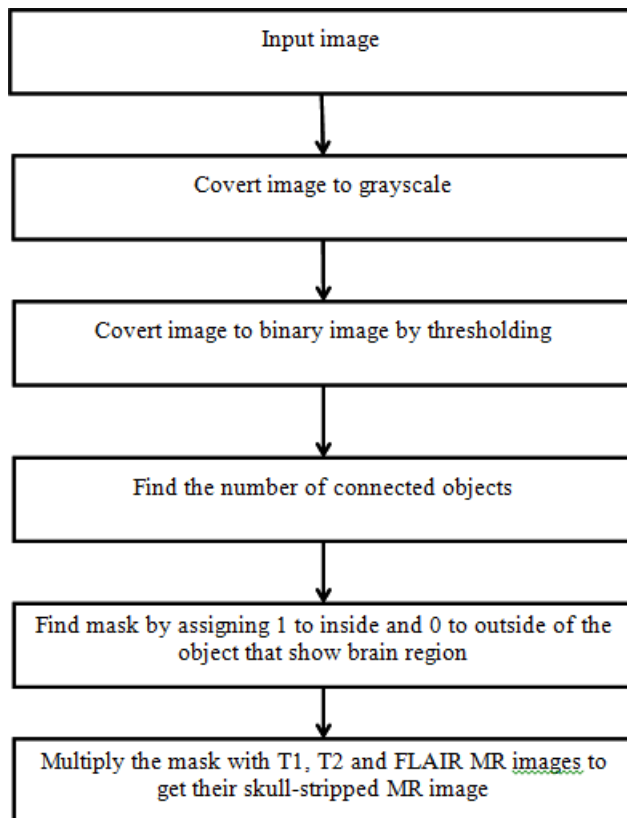 Input image
Covert image to grayscale
Covert image to binary image by thresholding
Find the number of connected objects
Find mask by assigning 1 to inside and 0 to outside of the
object that show brain region
Multiply the mask with T1, T2 and FLAIR MR images to
get their skull-stripped MR image